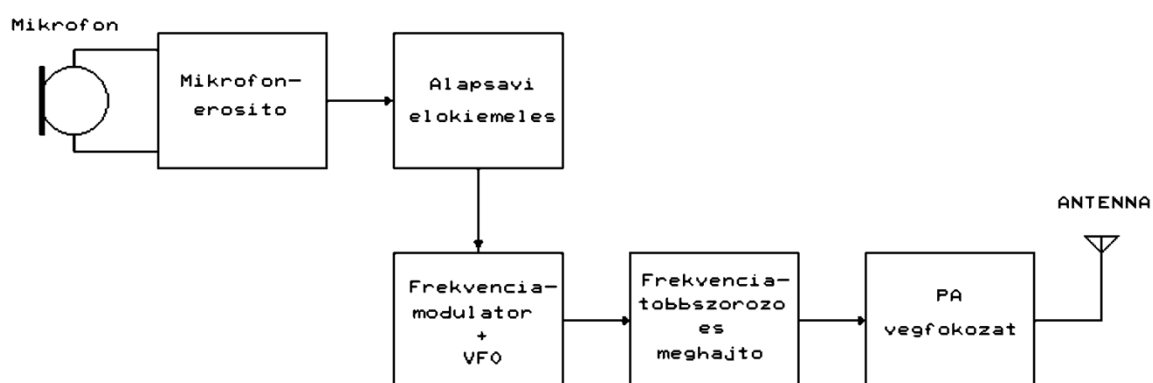 Mikrofon
Mikrofon-
erosito
Alapsavi
elokiemeles
ANTENNA
Frekvencia-
modulator
+
VFO
Frekvencia-
tobbszorozo
es
meghajto
PA
vegfokozat